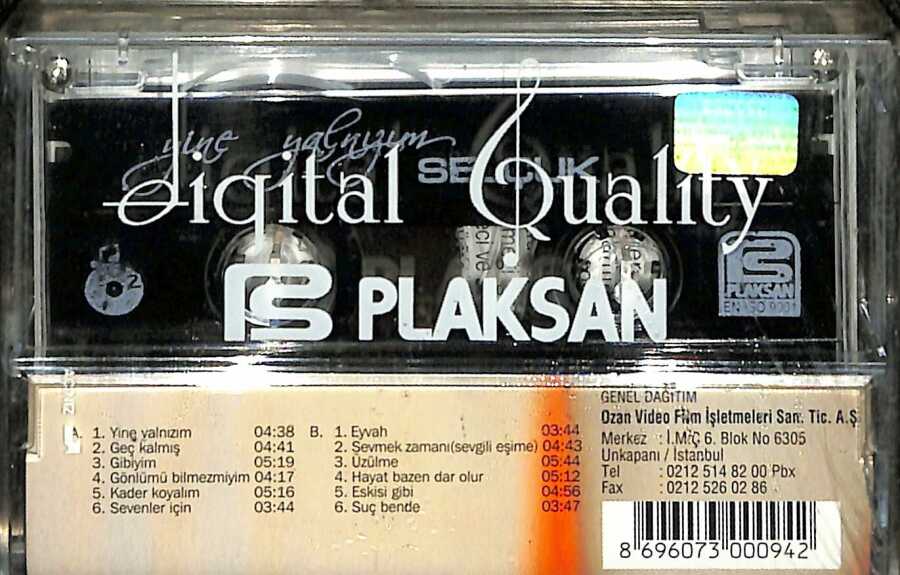 yine yalnızım SELÇUK
digital Quality
2
PLAKSAN
PLAKSAN
EN ISO 9001
A. 1. Yine yalnızım 04:38
2. Geç kalmış 04:41
3. Gibiyim 05:19
4. Gönlümü bilmezmiyim 04:17
5. Kader koyalım 05:16
6. Sevenler için 03:44
B. 1. Eyvah 03:44
2. Sevmek zamanı(sevgili eşime) 04:43
3. Üzülme 05:44
4. Hayat bazen dar olur 05:12
5. Eskisi gibi 04:56
6. Suç bende 03:47
GENEL DAĞITIM
Ozan Video Film İşletmeleri San. Tic. A.Ş
Merkez : İ.M.Ç 6. Blok No 6305
Unkapanı / İstanbul
Tel : 0212 514 82 00 Pbx
Fax : 0212 526 02 86
8 696073 000942